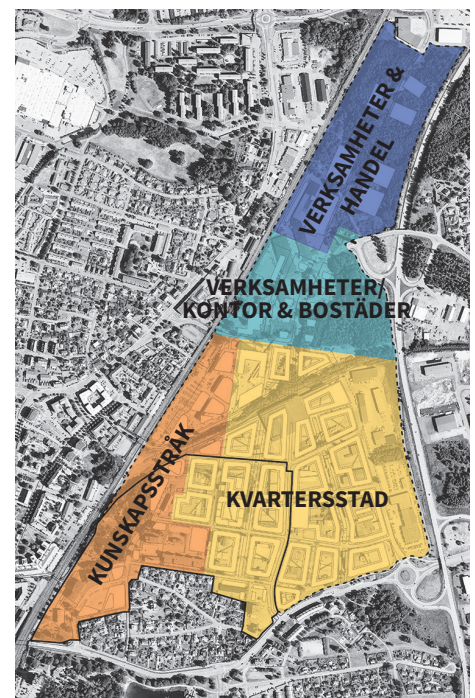 VERKSAMHETER &
HANDEL
VERKSAMHETER/
KONTOR & BOSTÄDER
KUNSKAPSSTRÅK
KVARTERSSTAD